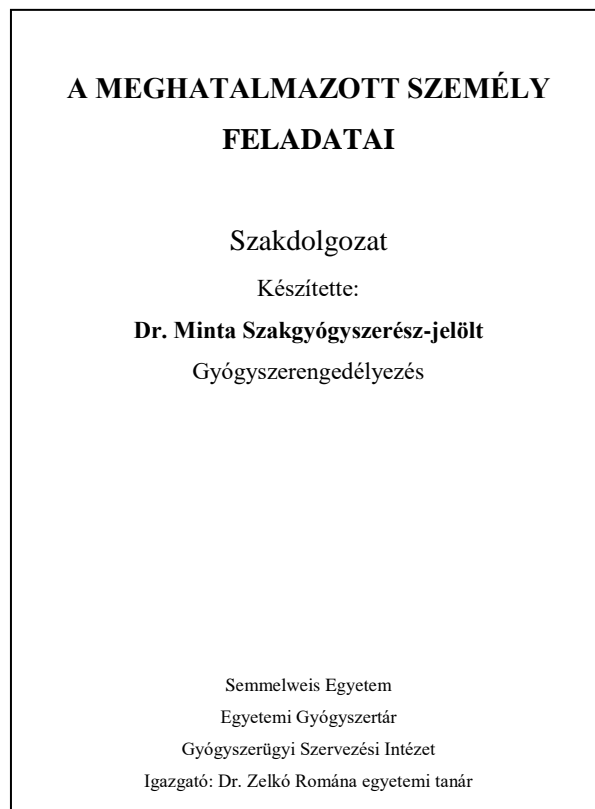 A MEGHATALMAZOTT SZEMÉLY
FELADATAI
Szakdolgozat
Készítette:
Dr. Minta Szakgyógyszerész-jelölt
Gyógyszerengedélyezés
Semmelweis Egyetem
Egyetemi Gyógyszertár
Gyógyszerügyi Szervezési Intézet
Igazgató: Dr. Zelkó Romána egyetemi tanár